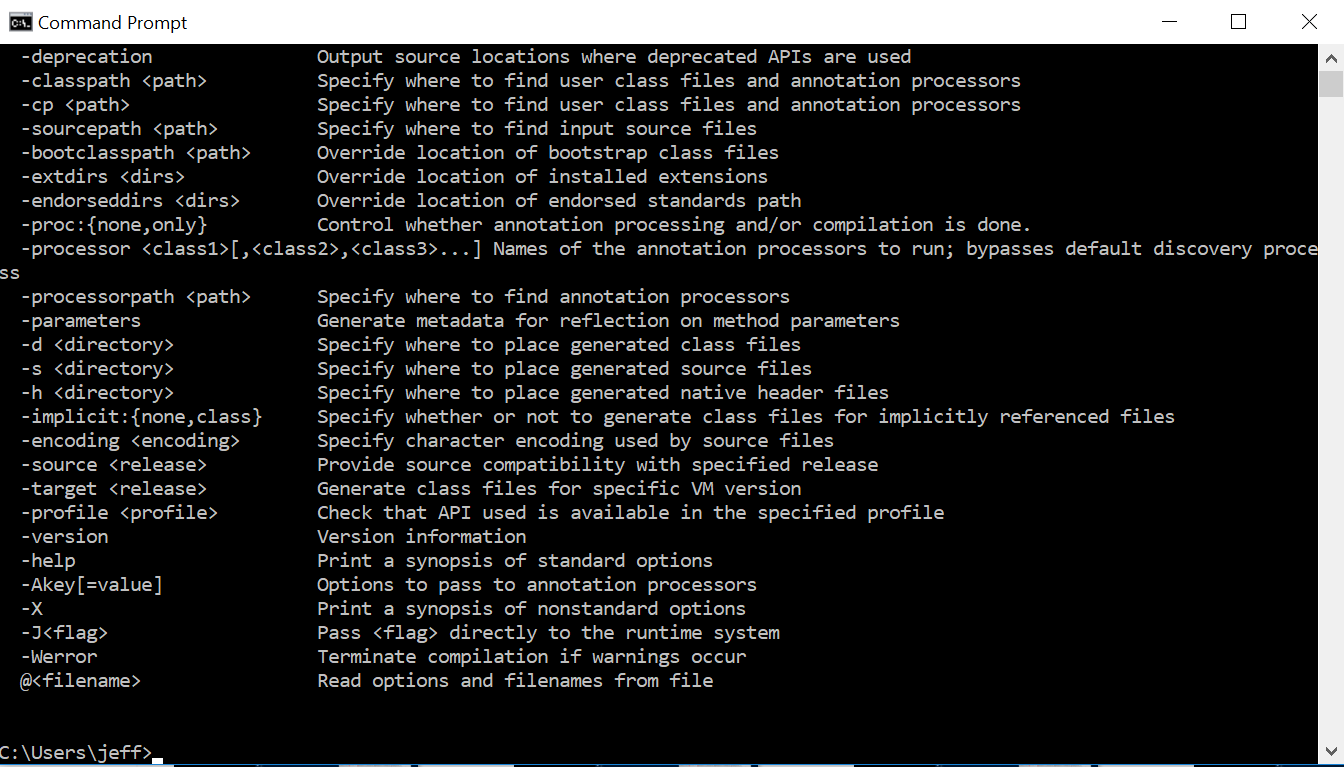 Command Prompt
-deprecation Output source locations where deprecated APIs are used
-classpath <path> Specify where to find user class files and annotation processors
-cp <path> Specify where to find user class files and annotation processors
-sourcepath <path> Specify where to find input source files
-bootclasspath <path> Override location of bootstrap class files
-extdirs <dirs> Override location of installed extensions
-endorseddirs <dirs> Override location of endorsed standards path
-proc:{none,only} Control whether annotation processing and/or compilation is done.
-processor <class1>[,<class2>,<class3>...] Names of the annotation processors to run; bypasses default discovery proce
ss
-processorpath <path> Specify where to find annotation processors
-parameters Generate metadata for reflection on method parameters
-d <directory> Specify where to place generated class files
-s <directory> Specify where to place generated source files
-h <directory> Specify where to place generated native header files
-implicit:{none,class} Specify whether or not to generate class files for implicitly referenced files
-encoding <encoding> Specify character encoding used by source files
-source <release> Provide source compatibility with specified release
-target <release> Generate class files for specific VM version
-profile <profile> Check that API used is available in the specified profile
-version Version information
-help Print a synopsis of standard options
-Akey[=value] Options to pass to annotation processors
-X Print a synopsis of nonstandard options
-J<flag> Pass <flag> directly to the runtime system
-Werror Terminate compilation if warnings occur
@<filename> Read options and filenames from file
C:\Users\jeff>